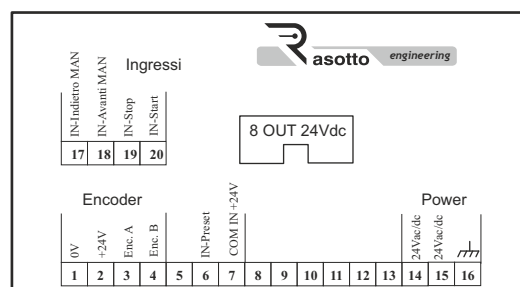 Rasotto engineering
Ingressi
IN-Indietro MAN
IN-Avanti MAN
IN-Stop
IN-Start
17 18 19 20
8 OUT 24Vdc
Encoder
Power
0V
+24V
Enc. A
Enc. B
IN-Preset
COM IN +24V
24Vac/dc
24Vac/dc
1 2 3 4 5 6 7 8 9 10 11 12 13 14 15 16